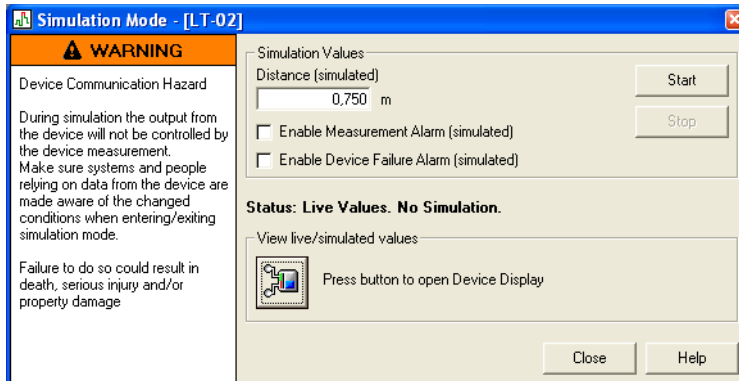 Simulation Mode - [LT-02]
WARNING
Device Communication Hazard
During simulation the output from
the device will not be controlled by
the device measurement.
Make sure systems and people
relying on data from the device are
made aware of the changed
conditions when entering/exiting
simulation mode.
Failure to do so could result in
death, serious injury and/or
property damage
Simulation Values
Distance (simulated)
0,750 m
Enable Measurement Alarm (simulated)
Enable Device Failure Alarm (simulated)
Start
Stop
Status: Live Values. No Simulation.
View live/simulated values
Press button to open Device Display
Close
Help